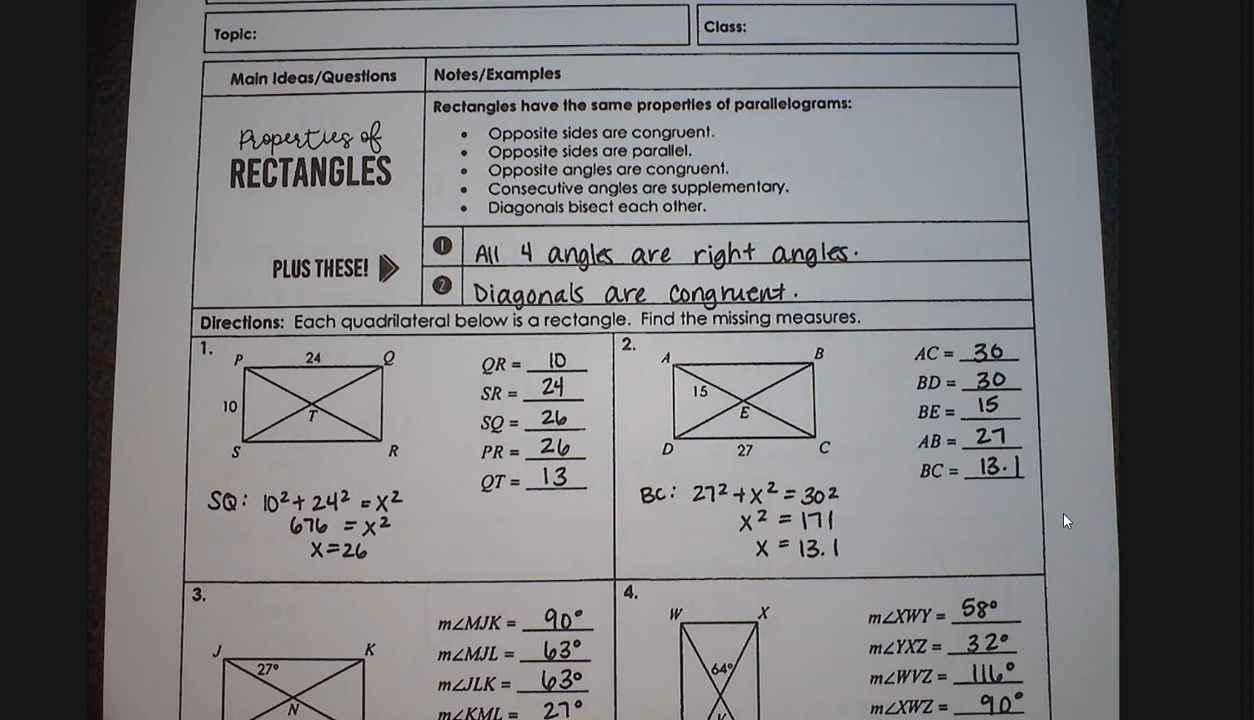 Topic:
Class:
Main Ideas/Questions
Notes/Examples
Properties of
RECTANGLES
PLUS THESE!
Rectangles have the same properties of parallelograms:
• Opposite sides are congruent.
• Opposite sides are parallel.
• Opposite angles are congruent.
• Consecutive angles are supplementary.
• Diagonals bisect each other.
1 All 4 angles are right angles.
2 Diagonals are congruent.
Directions: Each quadrilateral below is a rectangle. Find the missing measures.
1.
P 24 Q
10
T
S R
QR = 10
SR = 24
SQ = 26
PR = 26
QT = 13
SQ: 10² + 24² = x²
676 = x²
x = 26
2.
A B
15
E
D 27 C
AC = 30
BD = 30
BE = 15
AB = 27
BC = 13.1
BC: 27² + x² = 30²
x² = 171
x = 13.1
3.
J K
27°
N
m∠MJK = 90°
m∠MJL = 63°
m∠JLK = 63°
m∠KML = 27°
4.
W X
64°
m∠XWY = 58°
m∠YXZ = 32°
m∠WVZ = 116°
m∠XWZ = 90°